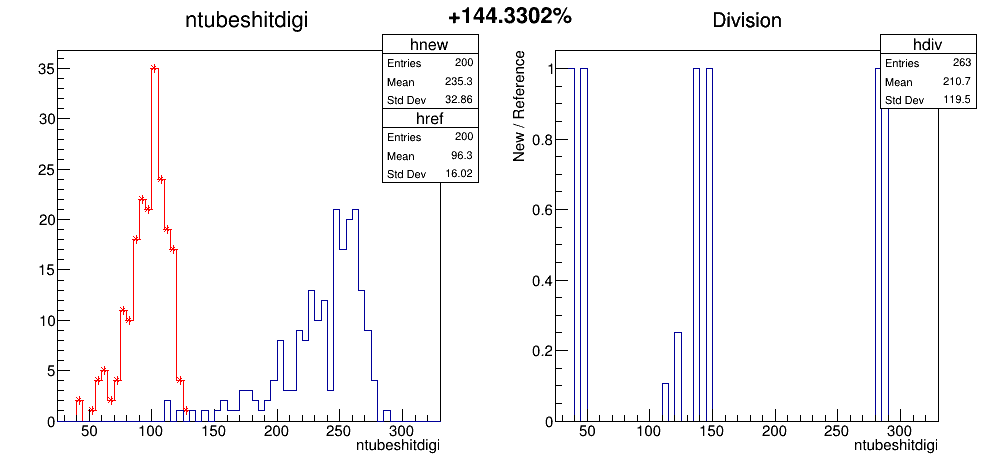 +144.3302%
ntubeshitdigi
hnew
Entries 200
Mean 235.3
Std Dev 32.86
href
Entries 200
Mean 96.3
Std Dev 16.02
35
30
25
20
15
10
5
0
50 100 150 200 250 300
ntubeshitdigi
Division
hdiv
Entries 263
Mean 210.7
Std Dev 119.5
New / Reference
1
0.8
0.6
0.4
0.2
0
50 100 150 200 250 300
ntubeshitdigi